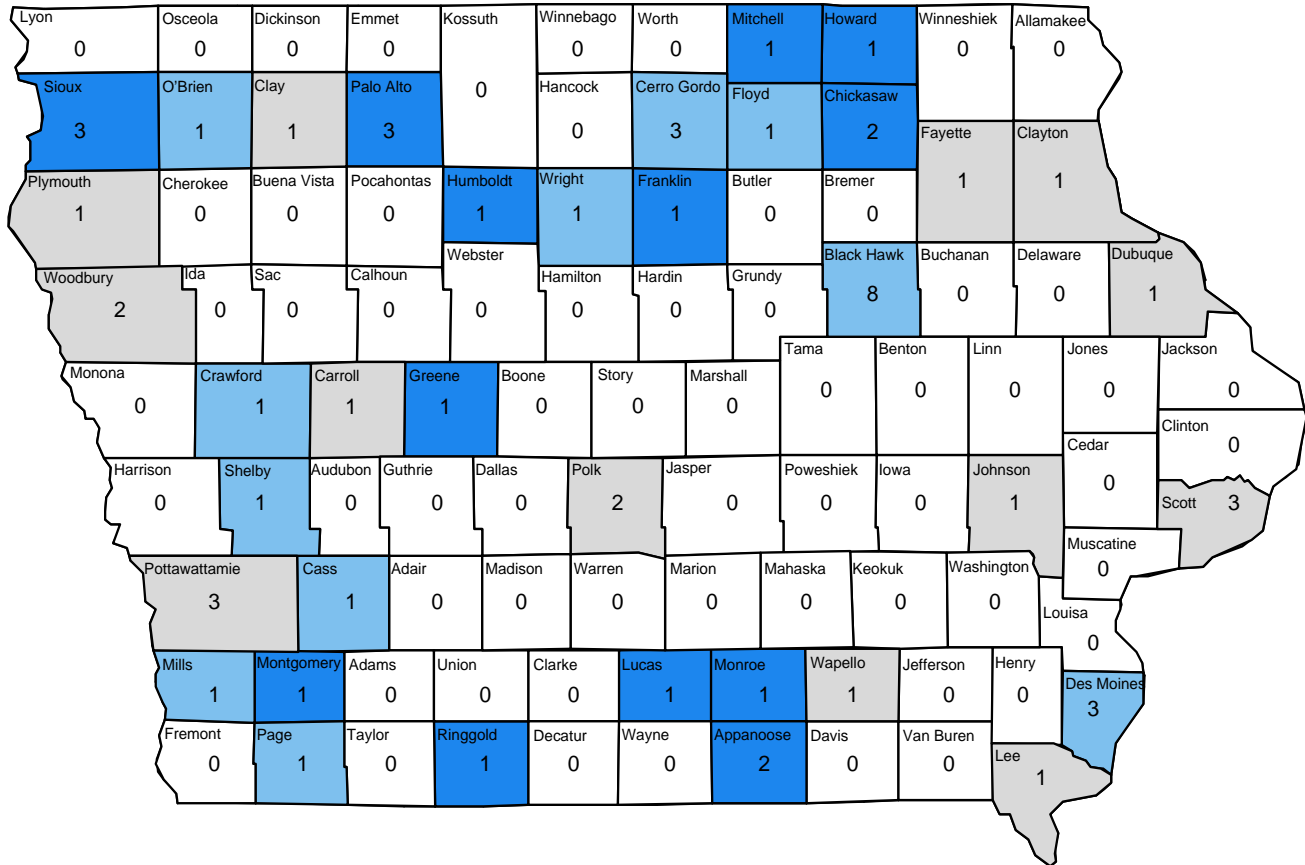 Lyon
0
Osceola
0
Dickinson
0
Emmet
0
Kossuth
0
Winnebago
0
Worth
0
Mitchell
1
Howard
1
Winneshiek
0
Allamakee
0
Sioux
3
O'Brien
1
Clay
1
Palo Alto
3
Hancock
0
Cerro Gordo
3
Floyd
1
Chickasaw
2
Fayette
1
Clayton
1
Plymouth
1
Cherokee
0
Buena Vista
0
Pocahontas
0
Humboldt
1
Wright
1
Franklin
1
Butler
0
Bremer
0
Woodbury
2
Ida
0
Sac
0
Calhoun
0
Webster
0
Hamilton
0
Hardin
0
Grundy
0
Black Hawk
8
Buchanan
0
Delaware
0
Dubuque
1
Monona
0
Crawford
1
Carroll
1
Greene
1
Boone
0
Story
0
Marshall
0
Tama
0
Benton
0
Linn
0
Jones
0
Jackson
0
Clinton
0
Cedar
0
Harrison
0
Shelby
1
Audubon
0
Guthrie
0
Dallas
0
Polk
2
Jasper
0
Poweshiek
0
Iowa
0
Johnson
1
Scott
3
Muscatine
0
Pottawattamie
3
Cass
1
Adair
0
Madison
0
Warren
0
Marion
0
Mahaska
0
Keokuk
0
Washington
0
Louisa
0
Mills
1
Montgomery
1
Adams
0
Union
0
Clarke
0
Lucas
1
Monroe
1
Wapello
1
Jefferson
0
Henry
0
Des Moines
3
Fremont
0
Page
1
Taylor
0
Ringgold
1
Decatur
0
Wayne
0
Appanoose
2
Davis
0
Van Buren
0
Lee
1